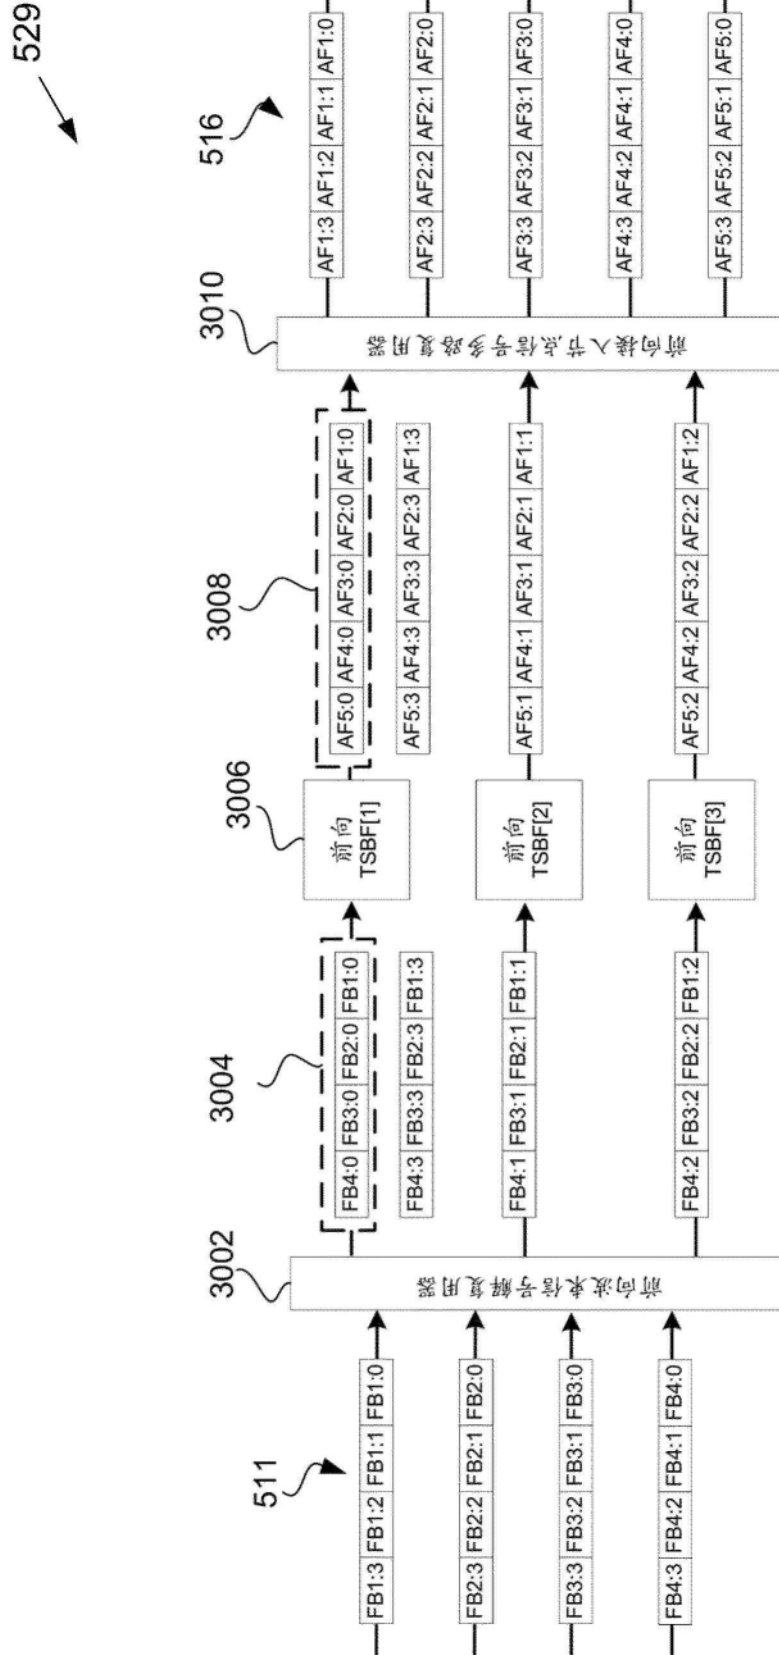 529
511
FB1:3 FB1:2 FB1:1 FB1:0
FB2:3 FB2:2 FB2:1 FB2:0
FB3:3 FB3:2 FB3:1 FB3:0
FB4:3 FB4:2 FB4:1 FB4:0
3002
前向波束信号解复用器
3004
FB4:0 FB3:0 FB2:0 FB1:0
FB4:3 FB3:3 FB2:3 FB1:3
FB4:1 FB3:1 FB2:1 FB1:1
FB4:2 FB3:2 FB2:2 FB1:2
3006
前向
TSBF[1]
前向
TSBF[2]
前向
TSBF[3]
3008
AF5:0 AF4:0 AF3:0 AF2:0 AF1:0
AF5:3 AF4:3 AF3:3 AF2:3 AF1:3
AF5:1 AF4:1 AF3:1 AF2:1 AF1:1
AF5:2 AF4:2 AF3:2 AF2:2 AF1:2
3010
前向接入节点信号多路复用器
516
AF1:3 AF1:2 AF1:1 AF1:0
AF2:3 AF2:2 AF2:1 AF2:0
AF3:3 AF3:2 AF3:1 AF3:0
AF4:3 AF4:2 AF4:1 AF4:0
AF5:3 AF5:2 AF5:1 AF5:0